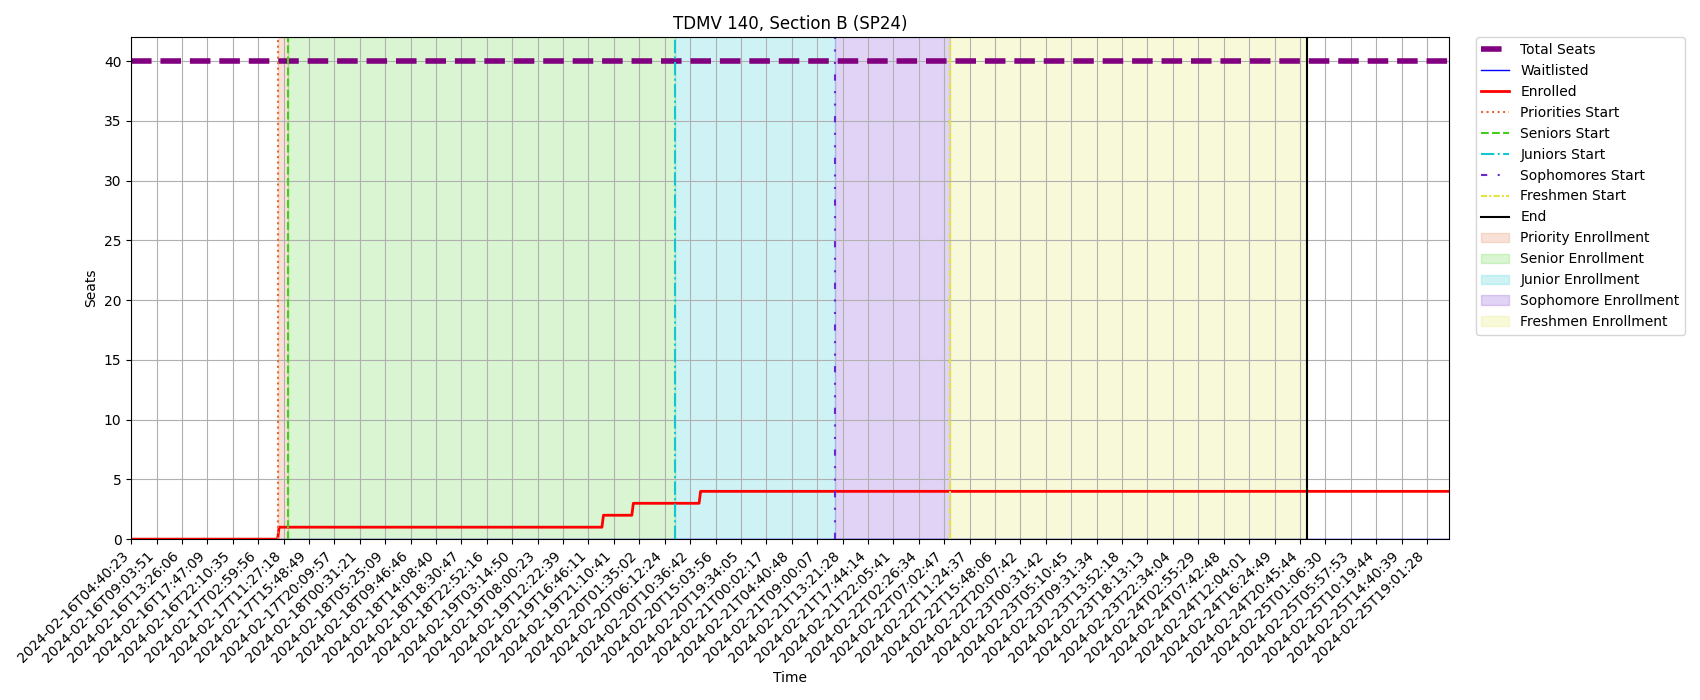 TDMV 140, Section B (SP24)
Total Seats
Waitlisted
Enrolled
Priorities Start
Seniors Start
Juniors Start
Sophomores Start
Freshmen Start
End
Priority Enrollment
Senior Enrollment
Junior Enrollment
Sophomore Enrollment
Freshmen Enrollment
Seats
40
35
30
25
20
15
10
5
0
2024-02-16T04:40:23
2024-02-16T09:03:51
2024-02-16T13:26:06
2024-02-16T17:47:09
2024-02-16T22:10:35
2024-02-17T02:59:56
2024-02-17T11:27:18
2024-02-17T15:48:49
2024-02-17T20:09:57
2024-02-18T00:31:21
2024-02-18T05:25:09
2024-02-18T09:46:46
2024-02-18T14:08:40
2024-02-18T18:30:47
2024-02-18T22:52:16
2024-02-19T03:14:50
2024-02-19T08:00:23
2024-02-19T12:22:39
2024-02-19T16:46:11
2024-02-19T21:10:41
2024-02-20T01:35:02
2024-02-20T06:12:24
2024-02-20T10:36:42
2024-02-20T15:03:56
2024-02-20T19:34:05
2024-02-21T00:02:17
2024-02-21T04:40:48
2024-02-21T09:00:07
2024-02-21T13:21:28
2024-02-21T17:44:14
2024-02-21T22:05:41
2024-02-22T02:26:34
2024-02-22T07:02:47
2024-02-22T11:24:37
2024-02-22T15:48:06
2024-02-22T20:07:42
2024-02-23T00:31:42
2024-02-23T05:10:45
2024-02-23T09:31:34
2024-02-23T13:52:18
2024-02-23T18:13:13
2024-02-23T22:34:04
2024-02-24T02:55:29
2024-02-24T07:42:48
2024-02-24T12:04:01
2024-02-24T16:24:49
2024-02-24T20:45:44
2024-02-25T01:06:30
2024-02-25T05:57:53
2024-02-25T10:19:44
2024-02-25T14:40:39
2024-02-25T19:01:28
Time